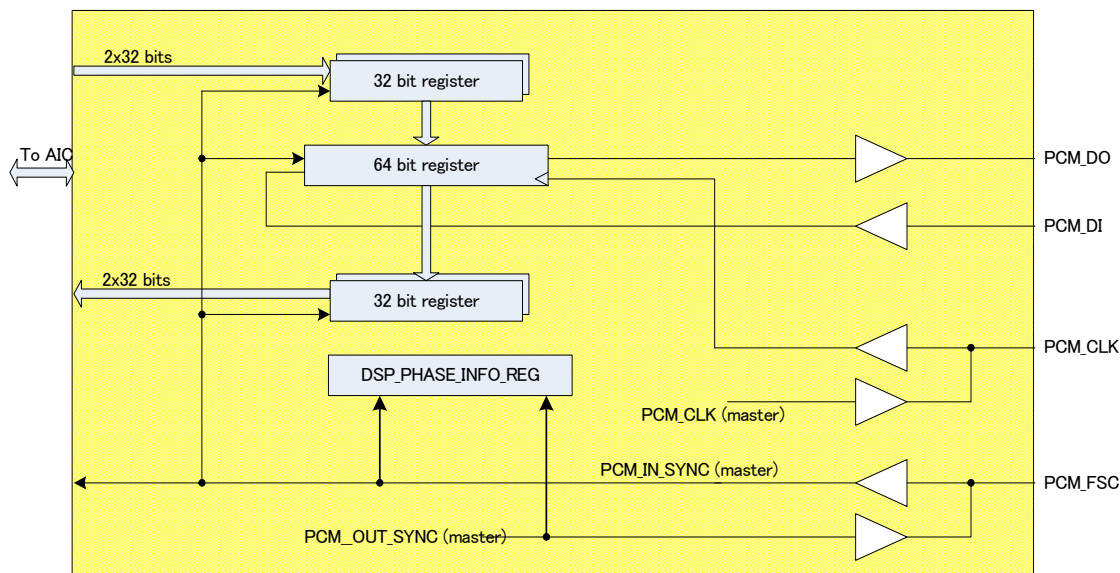 2x32 bits
32 bit register
To AIC
64 bit register
PCM_DO
PCM_DI
2x32 bits
32 bit register
PCM_CLK
DSP_PHASE_INFO_REG
PCM_CLK (master)
PCM_IN_SYNC (master)
PCM_FSC
PCM__OUT_SYNC (master)